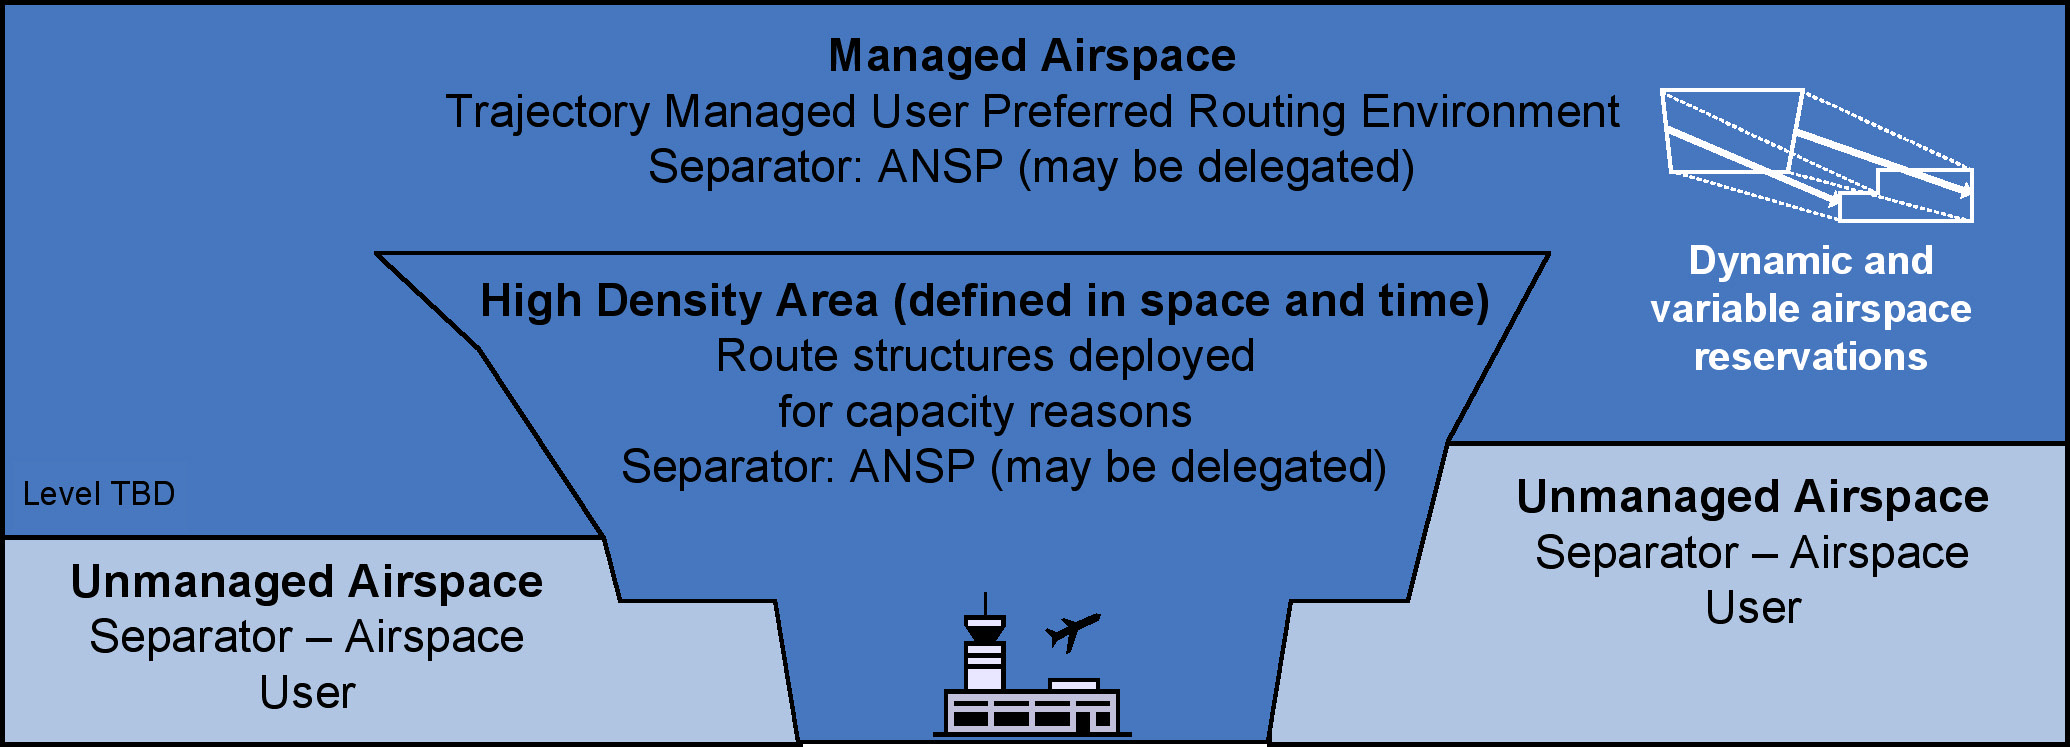 Managed Airspace
Trajectory Managed User Preferred Routing Environment
Separator: ANSP (may be delegated)
Dynamic and
variable airspace
reservations
High Density Area (defined in space and time)
Route structures deployed
for capacity reasons
Separator: ANSP (may be delegated)
Level TBD
Unmanaged Airspace
Separator – Airspace
User
Unmanaged Airspace
Separator – Airspace
User